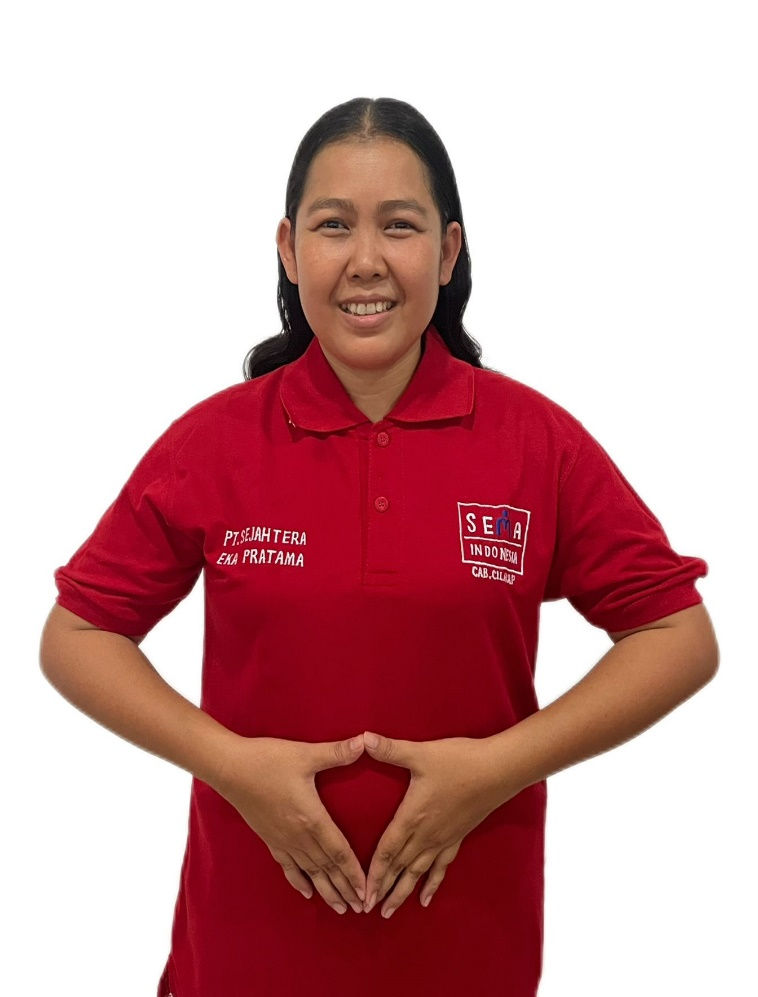 PT. SEJAHTERA
EKA PRATAMA
SEMA
INDONESIA
CAB. CILACAP